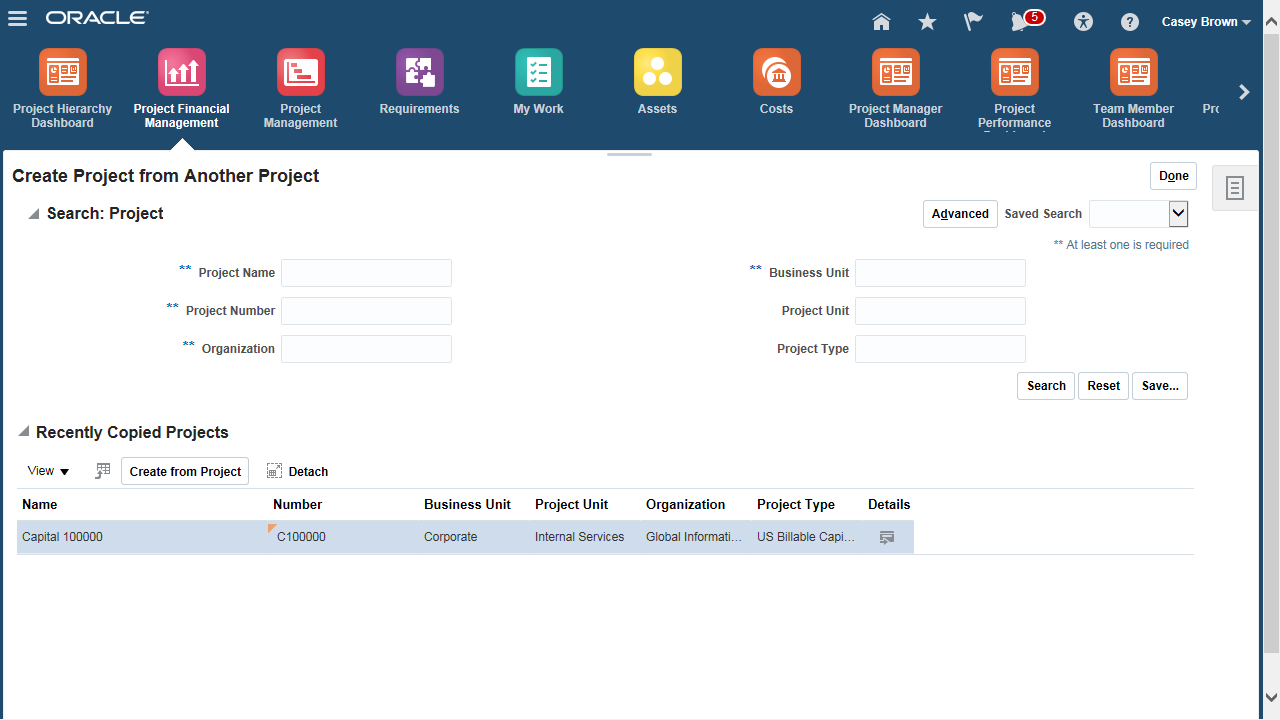 ORACLE
5
Casey Brown
Project Hierarchy
Dashboard
Project Financial
Management
Project
Management
Requirements
My Work
Assets
Costs
Project Manager
Dashboard
Project
Performance
Team Member
Dashboard
Create Project from Another Project
Done
Search: Project
Advanced Saved Search
** At least one is required
** Project Name
** Business Unit
** Project Number
Project Unit
** Organization
Project Type
Search Reset Save...
Recently Copied Projects
View Create from Project Detach
Name Number Business Unit Project Unit Organization Project Type Details
Capital 100000 C100000 Corporate Internal Services Global Informati... US Billable Capi...